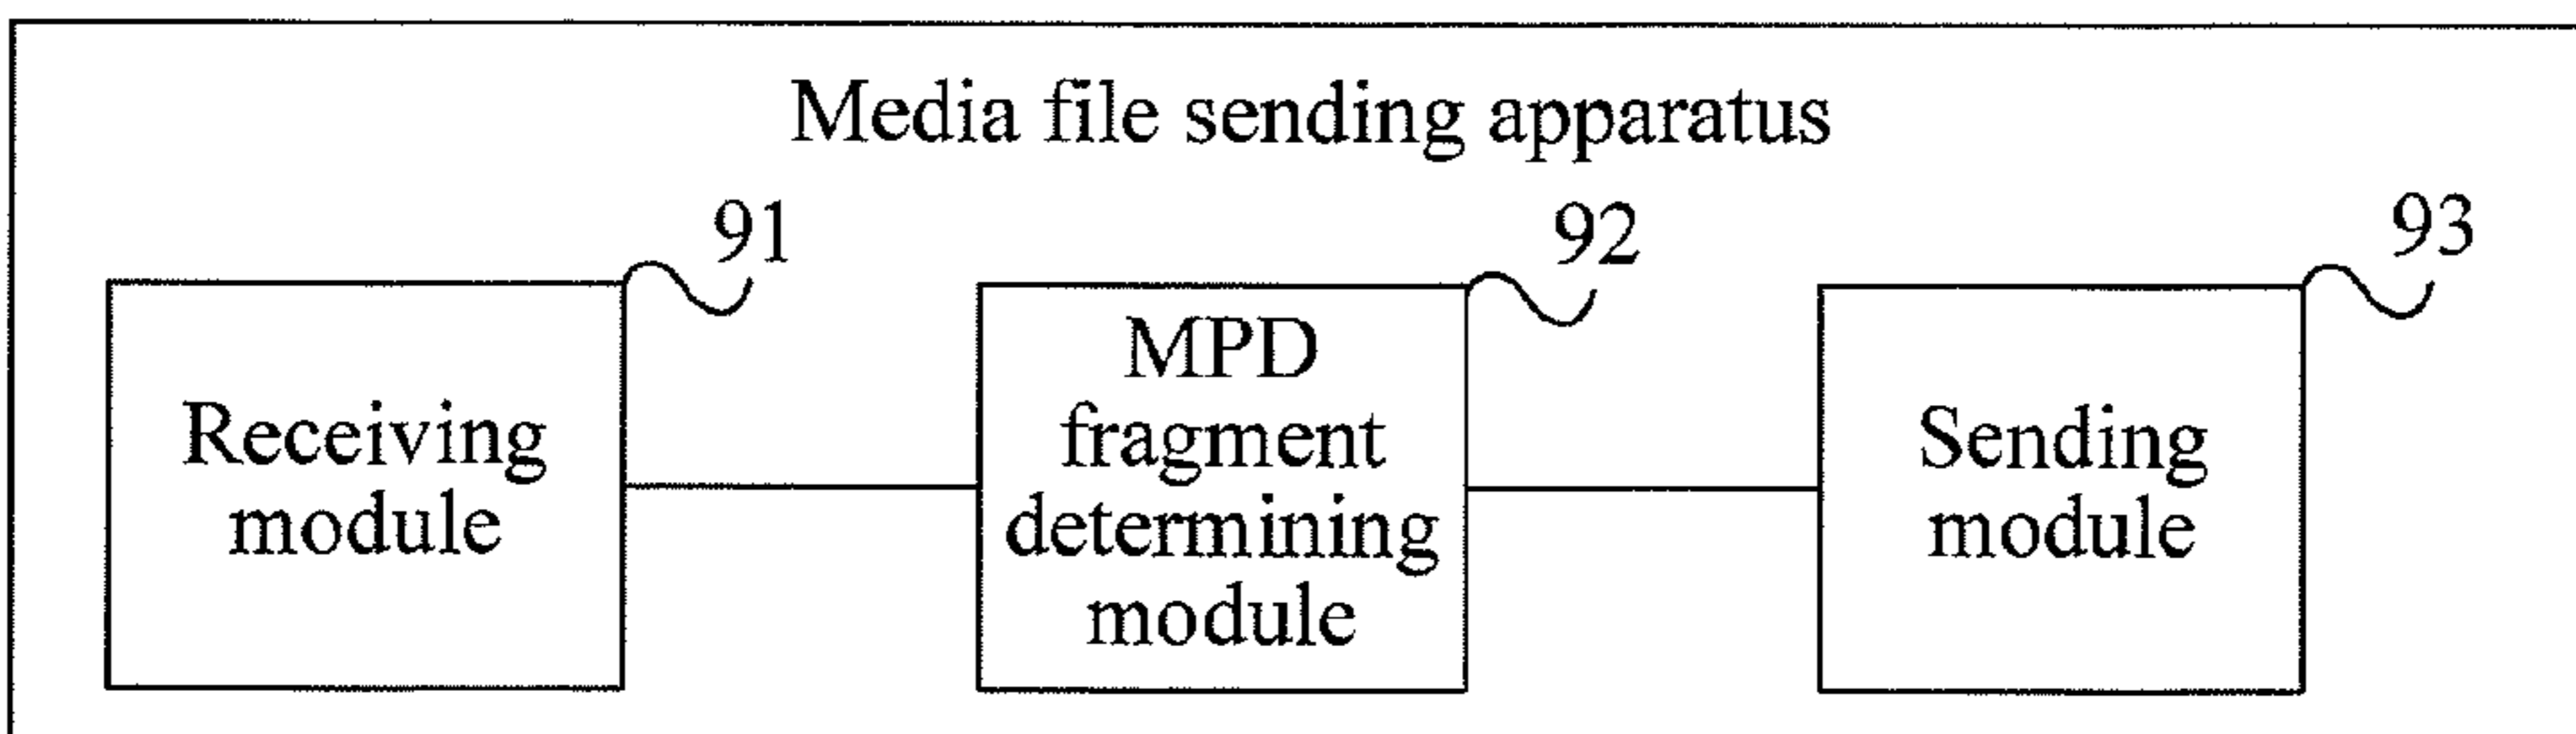 Media file sending apparatus
91
92
93
Receiving
module
MPD
fragment
determining
module
Sending
module